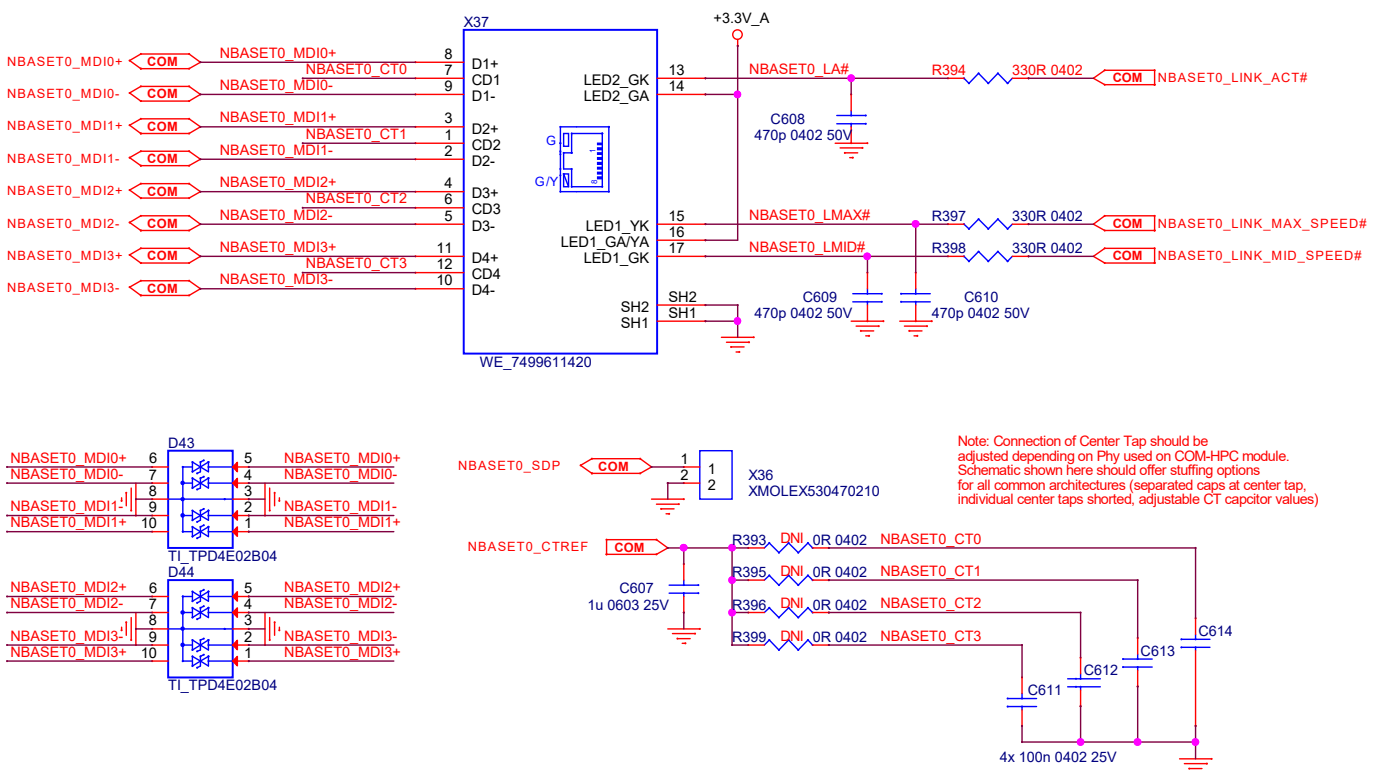 X37
+3.3V_A
NBASET0_MDI0+ COM NBASET0_MDI0+ 8 D1+
NBASET0_CT0 7 CD1
NBASET0_MDI0- COM NBASET0_MDI0- 9 D1-
NBASET0_MDI1+ COM NBASET0_MDI1+ 3 D2+
NBASET0_CT1 1 CD2
NBASET0_MDI1- COM NBASET0_MDI1- 2 D2-
NBASET0_MDI2+ COM NBASET0_MDI2+ 4 D3+
NBASET0_CT2 6 CD3
NBASET0_MDI2- COM NBASET0_MDI2- 5 D3-
NBASET0_MDI3+ COM NBASET0_MDI3+ 11 D4+
NBASET0_CT3 12 CD4
NBASET0_MDI3- COM NBASET0_MDI3- 10 D4-
G
G/Y
1
8
LED2_GK 13 NBASET0_LA# R394 330R 0402 COM NBASET0_LINK_ACT#
LED2_GA 14
C608
470p 0402 50V
LED1_YK 15 NBASET0_LMAX# R397 330R 0402 COM NBASET0_LINK_MAX_SPEED#
LED1_GA/YA 16
LED1_GK 17 NBASET0_LMID# R398 330R 0402 COM NBASET0_LINK_MID_SPEED#
C609
470p 0402 50V
C610
470p 0402 50V
SH2 SH2
SH1 SH1
WE_7499611420
D43
NBASET0_MDI0+ 6 5 NBASET0_MDI0+
NBASET0_MDI0- 7 4 NBASET0_MDI0-
8 3
NBASET0_MDI1- 9 2 NBASET0_MDI1-
NBASET0_MDI1+ 10 1 NBASET0_MDI1+
TI_TPD4E02B04
D44
NBASET0_MDI2+ 6 5 NBASET0_MDI2+
NBASET0_MDI2- 7 4 NBASET0_MDI2-
8 3
NBASET0_MDI3- 9 2 NBASET0_MDI3-
NBASET0_MDI3+ 10 1 NBASET0_MDI3+
TI_TPD4E02B04
NBASET0_SDP COM 1 1
2 2
X36
XMOLEX530470210
Note: Connection of Center Tap should be
adjusted depending on Phy used on COM-HPC module.
Schematic shown here should offer stuffing options
for all common architectures (separated caps at center tap,
individual center taps shorted, adjustable CT capcitor values)
NBASET0_CTREF COM R393 DNI 0R 0402 NBASET0_CT0
C607
1u 0603 25V
R395 DNI 0R 0402 NBASET0_CT1
R396 DNI 0R 0402 NBASET0_CT2
R399 DNI 0R 0402 NBASET0_CT3
C614
C613
C612
C611
4x 100n 0402 25V